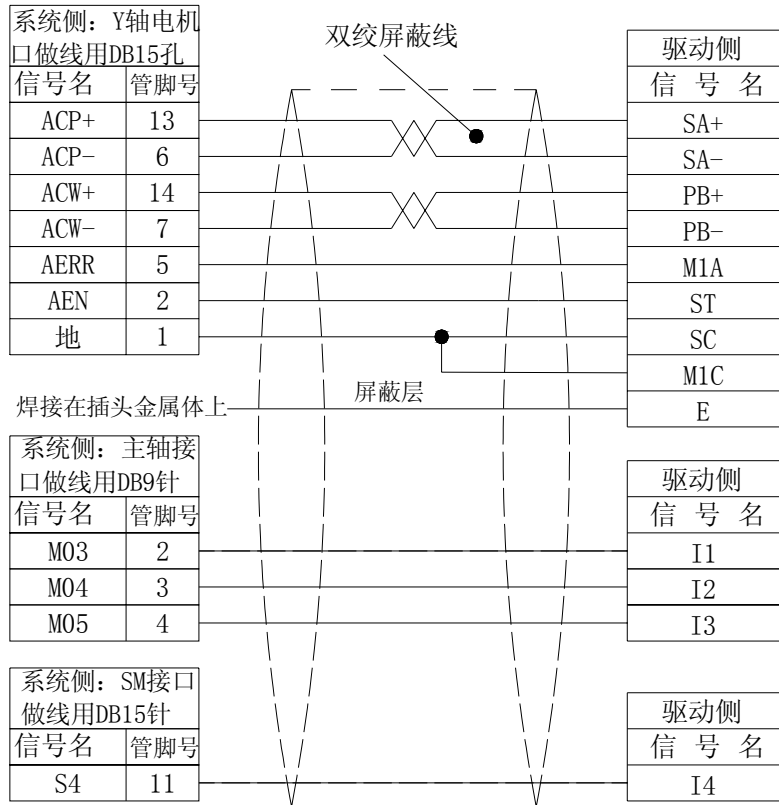 系统侧：Y轴电机
口做线用DB15孔
信号名 管脚号
ACP+ 13
ACP- 6
ACW+ 14
ACW- 7
AERR 5
AEN 2
地 1
双绞屏蔽线
驱动侧
信 号 名
SA+
SA-
PB+
PB-
M1A
ST
SC
M1C
E
焊接在插头金属体上
屏蔽层
系统侧：主轴接
口做线用DB9针
信号名 管脚号
M03 2
M04 3
M05 4
驱动侧
信 号 名
I1
I2
I3
系统侧：SM接口
做线用DB15针
信号名 管脚号
S4 11
驱动侧
信 号 名
I4